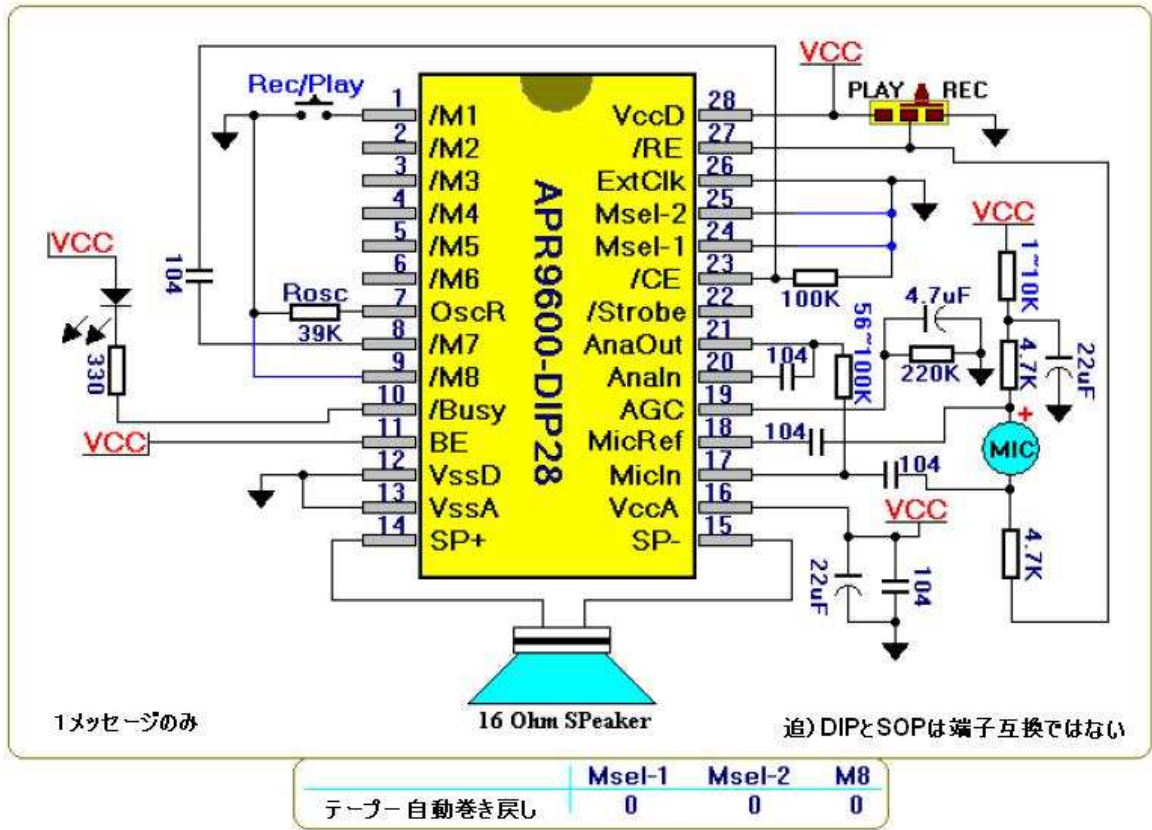 VCC
Rec/Play
PLAY REC
1 /M1
2 /M2
3 /M3
4 /M4
5 /M5
6 /M6
7 OscR
8 /M7
9 /M8
10 /Busy
11 BE
12 VssD
13 VssA
14 SP+
APR9600-DIP28
VccD 28
/RE 27
ExtClk 26
Msel-2 25
Msel-1 24
/CE 23
/Strobe 22
AnaOut 21
AnaIn 20
AGC 19
MicRef 18
MicIn 17
VccA 16
SP- 15
VCC
104
Rosc
39K
330
VCC
100K
56~100K
104
4.7uF
220K
VCC
1~10K
4.7K
22uF
+
MIC
104
104
4.7K
VCC
22uF
104
16 Ohm SPeaker
1メッセージのみ
追)DIPとSOPは端子互換ではない
Msel-1 Msel-2 M8
テープー自動巻き戻し 0 0 0